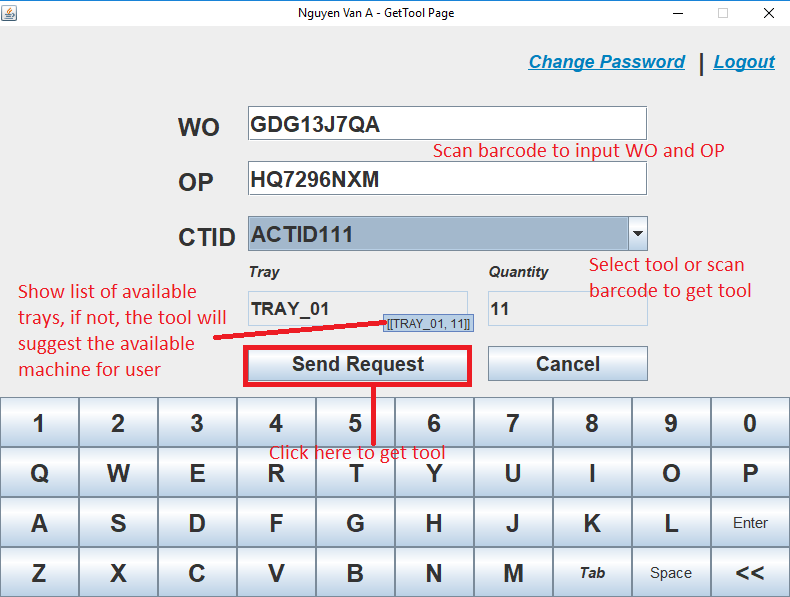 Nguyen Van A - GetTool Page
Change Password | Logout
WO
GDG13J7QA
Scan barcode to input WO and OP
OP
HQ7296NXM
CTID
ACTID111
Tray
Quantity
Select tool or scan
barcode to get tool
Show list of available
trays, if not, the tool will
suggest the available
machine for user
TRAY_01
[[TRAY_01, 11]]
11
Send Request
Cancel
1 2 3 4 5 6 7 8 9 0
Click here to get tool
Q W E R T Y U I O P
A S D F G H J K L Enter
Z X C V B N M Tab Space <<